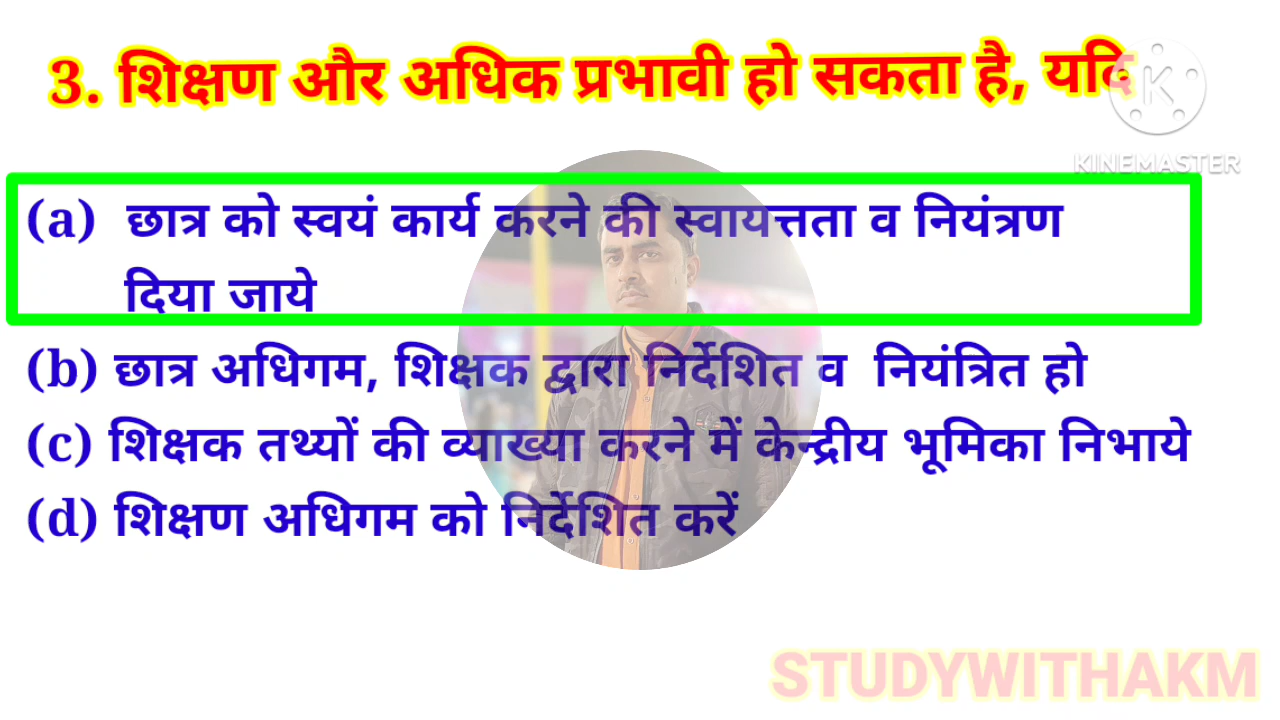 3. शिक्षण और अधिक प्रभावी हो सकता है, यदि
KINEMASTER
(a) छात्र को स्वयं कार्य करने की स्वायत्तता व नियंत्रण
दिया जाये
(b) छात्र अधिगम, शिक्षक द्वारा निर्देशित व नियंत्रित हो
(c) शिक्षक तथ्यों की व्याख्या करने में केन्द्रीय भूमिका निभाये
(d) शिक्षण अधिगम को निर्देशित करें
STUDYWITHAKM